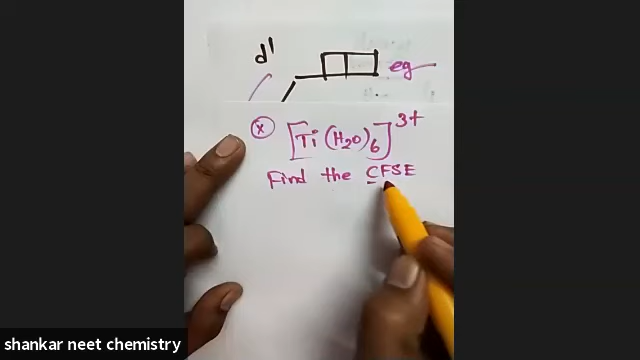 d¹
eg
(x) [Ti(H₂O)₆]³⁺
Find the CFSE
shankar neet chemistry